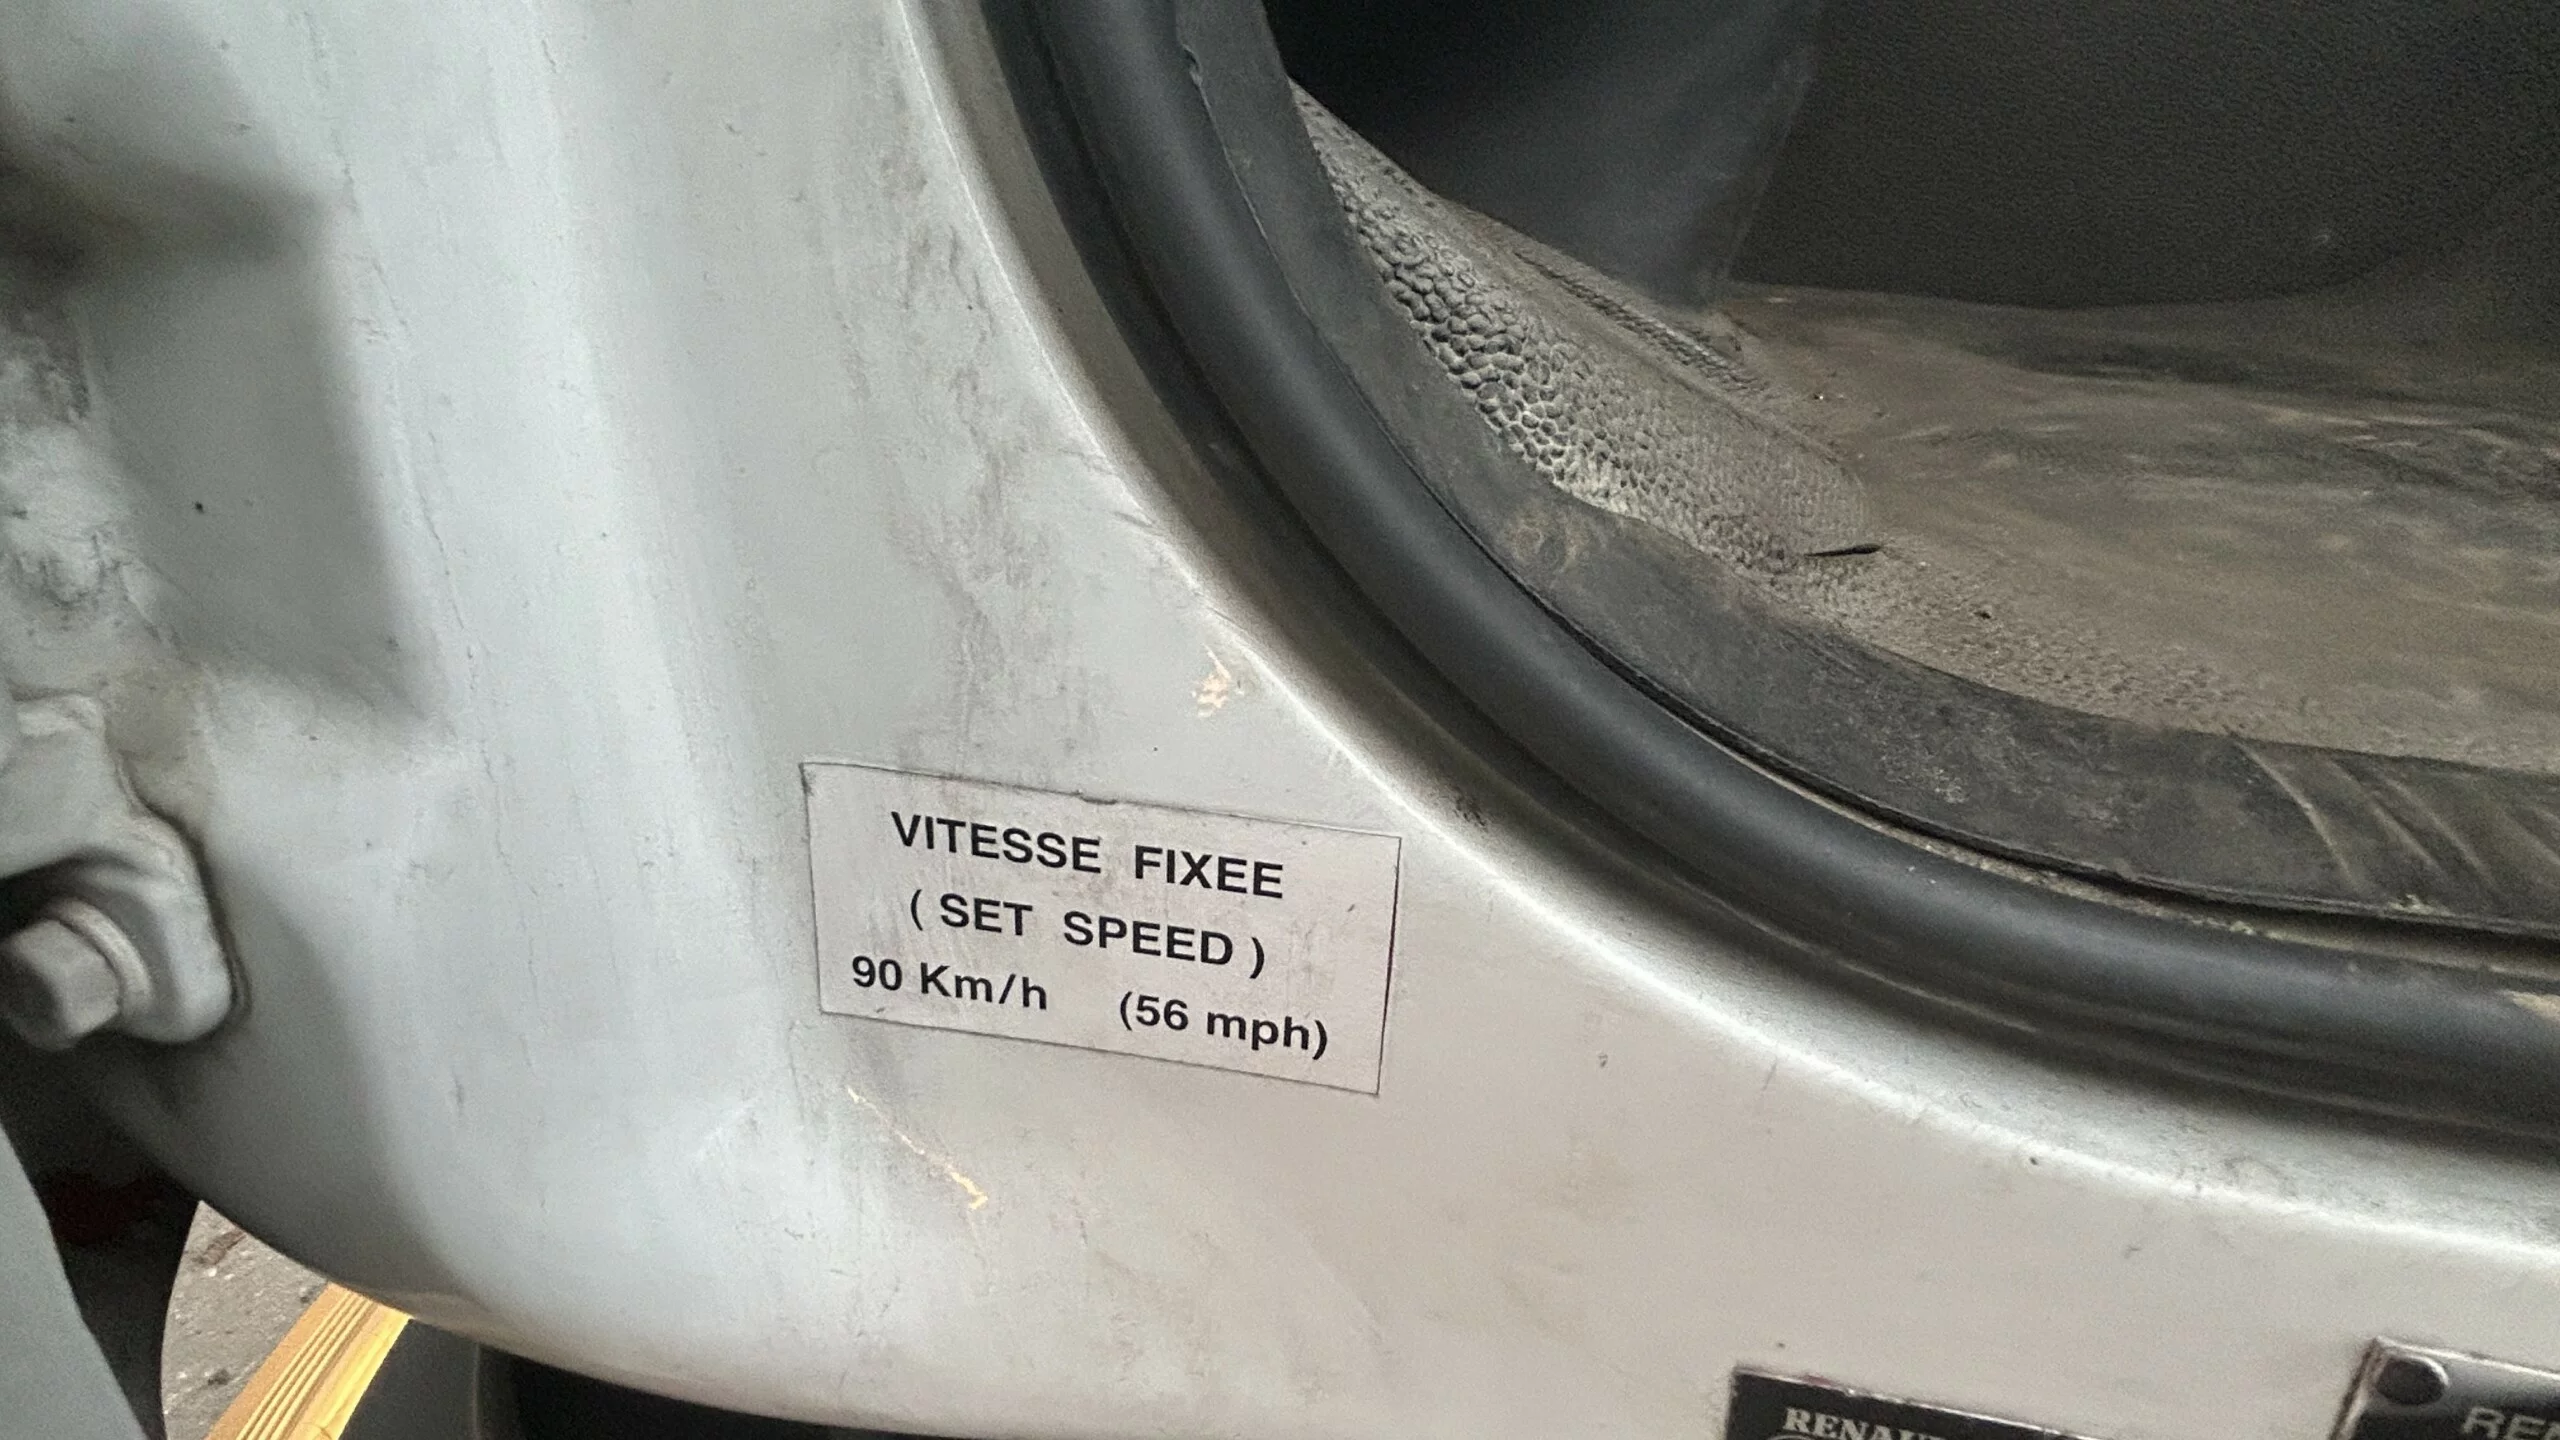 VITESSE FIXEE
( SET SPEED )
90 Km/h (56 mph)